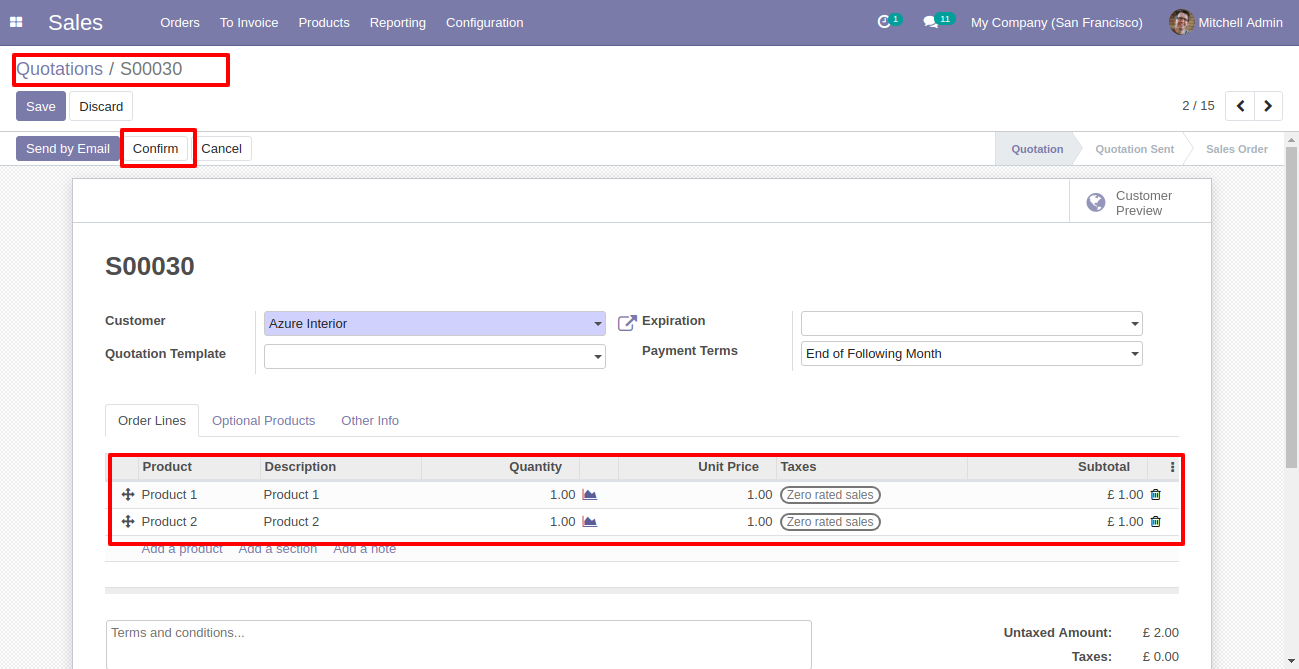 Sales Orders To Invoice Products Reporting Configuration 1 11 My Company (San Francisco) Mitchell Admin
Quotations / S00030
Save Discard 2 / 15
Send by Email Confirm Cancel Quotation Quotation Sent Sales Order
Customer
Preview
S00030
Customer Azure Interior Expiration
Quotation Template Payment Terms End of Following Month
Order Lines Optional Products Other Info
Product Description Quantity Unit Price Taxes Subtotal
Product 1 Product 1 1.00 1.00 Zero rated sales £ 1.00
Product 2 Product 2 1.00 1.00 Zero rated sales £ 1.00
Add a product Add a section Add a note
Terms and conditions... Untaxed Amount: £ 2.00
Taxes: £ 0.00